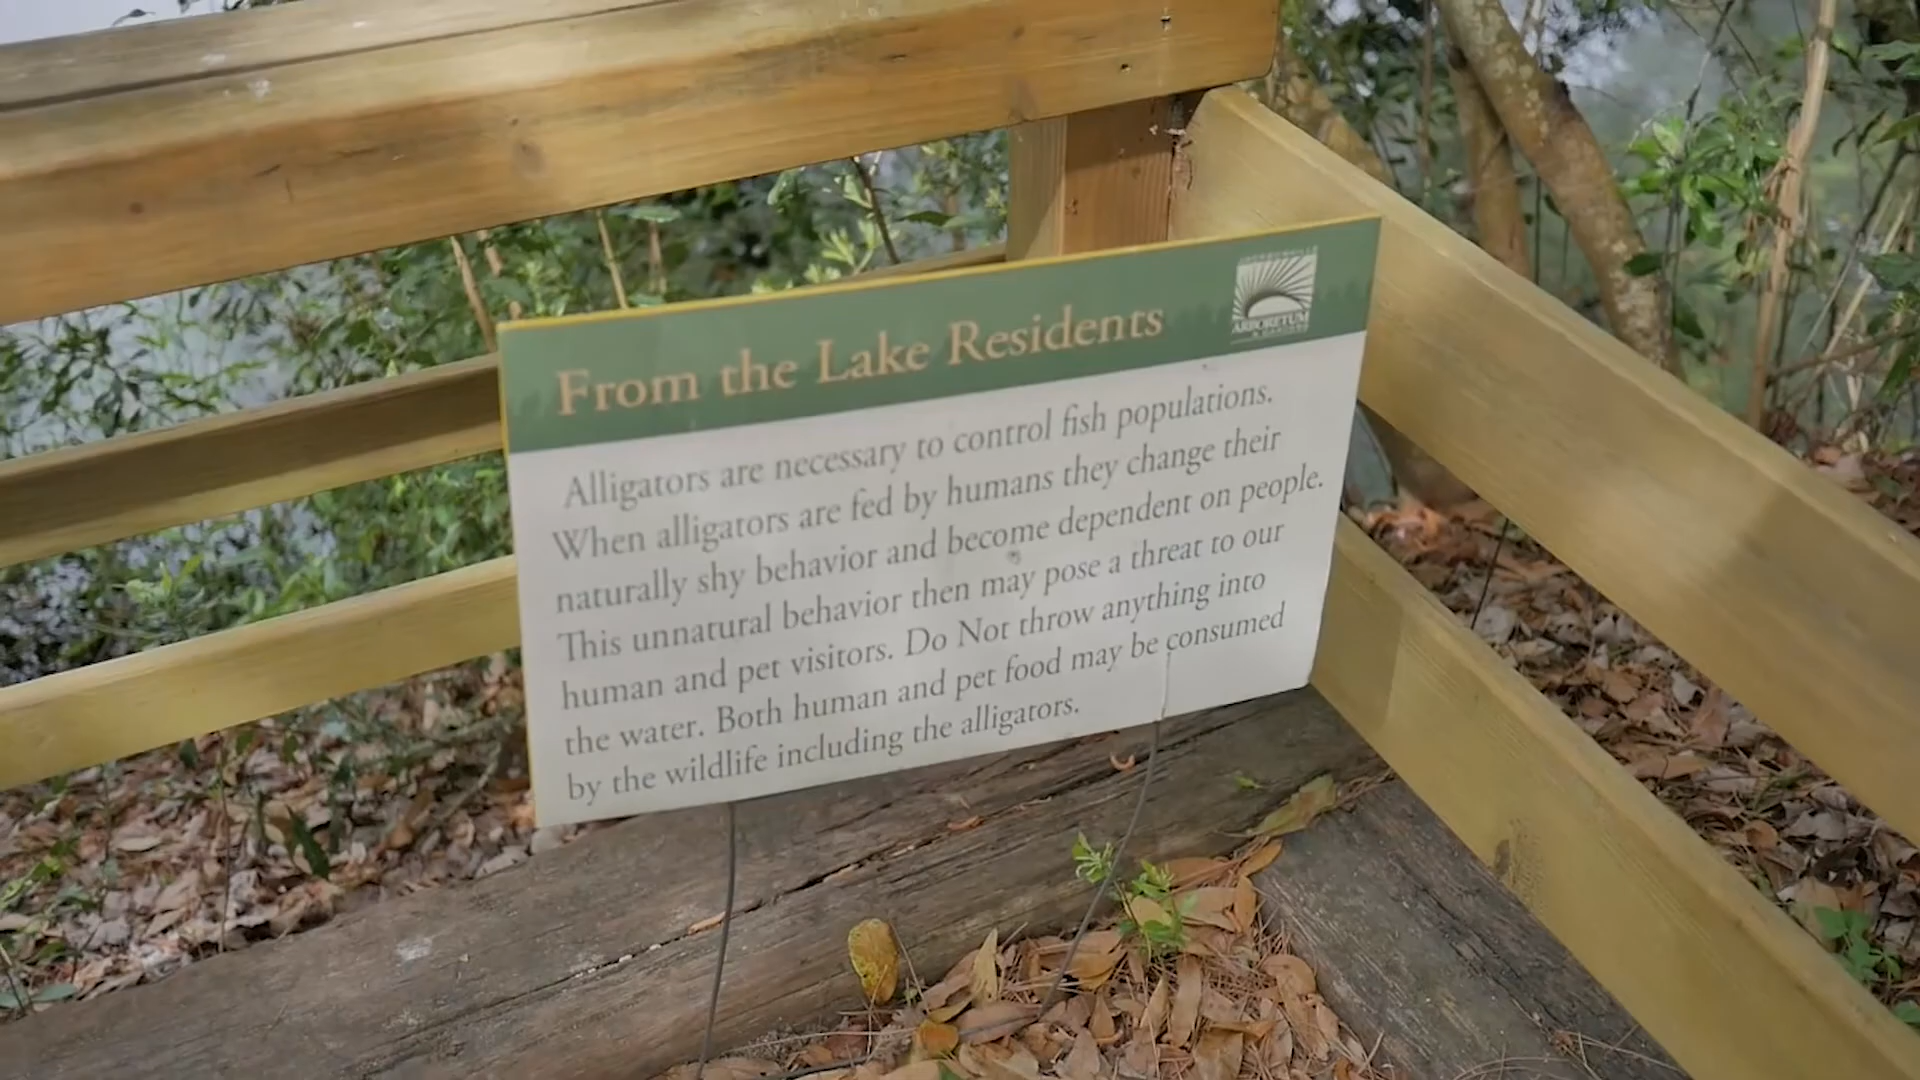 From the Lake Residents
JACKSONVILLE
ARBORETUM
& GARDENS
Alligators are necessary to control fish populations.
When alligators are fed by humans they change their
naturally shy behavior and become dependent on people.
This unnatural behavior then may pose a threat to our
human and pet visitors. Do Not throw anything into
the water. Both human and pet food may be consumed
by the wildlife including the alligators.